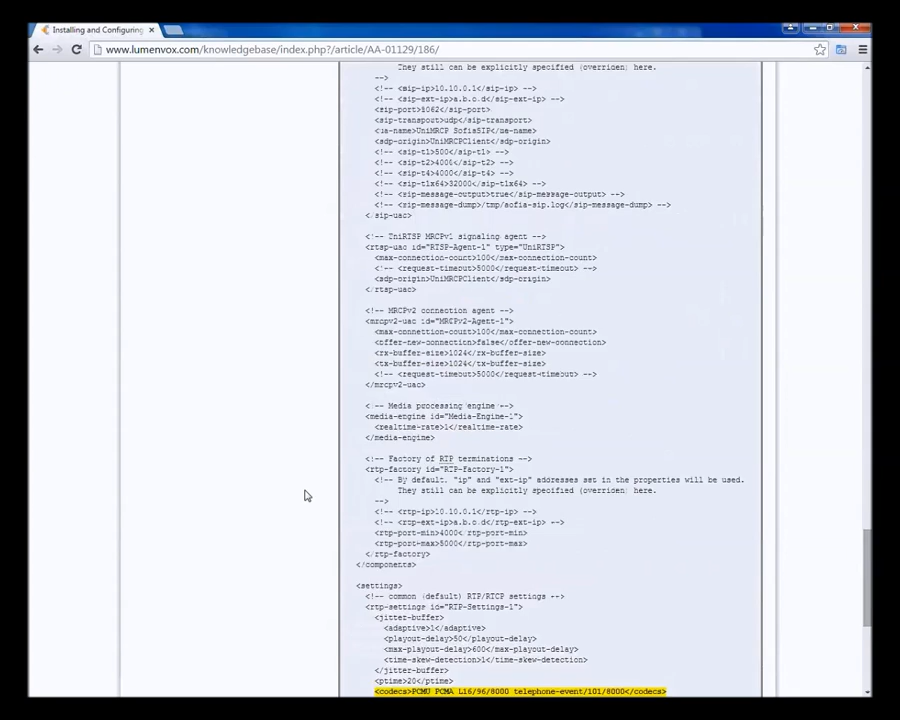 Installing and Configuring
www.lumenvox.com/knowledgebase/index.php?/article/AA-01129/186/
They still can be explicitly specified (overriden) here.
-->
<!-- <sip-ip>10.10.0.1</sip-ip> -->
<!-- <sip-ext-ip>a.b.c.d</sip-ext-ip> -->
<sip-port>8062</sip-port>
<sip-transport>udp</sip-transport>
<ua-name>UniMRCP SofiaSIP</ua-name>
<sdp-origin>UniMRCPClient</sdp-origin>
<!-- <sip-t1>500</sip-t1> -->
<!-- <sip-t2>4000</sip-t2> -->
<!-- <sip-t4>4000</sip-t4> -->
<!-- <sip-t1x64>32000</sip-t1x64> -->
<!-- <sip-message-output>true</sip-message-output> -->
<!-- <sip-message-dump>/tmp/sofia-sip.log</sip-message-dump> -->
</sip-uac>
<!-- UniRTSP MRCPv1 signaling agent -->
<rtsp-uac id="RTSP-Agent-1" type="UniRTSP">
<max-connection-count>100</max-connection-count>
<!-- <request-timeout>5000</request-timeout> -->
<sdp-origin>UniMRCPClient</sdp-origin>
</rtsp-uac>
<!-- MRCPv2 connection agent -->
<mrcpv2-uac id="MRCPv2-Agent-1">
<max-connection-count>100</max-connection-count>
<offer-new-connection>false</offer-new-connection>
<rx-buffer-size>1024</rx-buffer-size>
<tx-buffer-size>1024</tx-buffer-size>
<!-- <request-timeout>5000</request-timeout> -->
</mrcpv2-uac>
<!-- Media processing engine -->
<media-engine id="Media-Engine-1">
<realtime-rate>1</realtime-rate>
</media-engine>
<!-- Factory of RTP terminations -->
<rtp-factory id="RTP-Factory-1">
<!-- By default, "ip" and "ext-ip" addresses set in the properties will be used.
They still can be explicitly specified (overriden) here.
-->
<!-- <rtp-ip>10.10.0.1</rtp-ip> -->
<!-- <rtp-ext-ip>a.b.c.d</rtp-ext-ip> -->
<rtp-port-min>4000</rtp-port-min>
<rtp-port-max>5000</rtp-port-max>
</rtp-factory>
</components>
<settings>
<!-- common (default) RTP/RTCP settings -->
<rtp-settings id="RTP-Settings-1">
<jitter-buffer>
<adaptive>1</adaptive>
<playout-delay>50</playout-delay>
<max-playout-delay>600</max-playout-delay>
<time-skew-detection>1</time-skew-detection>
</jitter-buffer>
<ptime>20</ptime>
<codecs>PCMU PCMA L16/96/8000 telephone-event/101/8000</codecs>